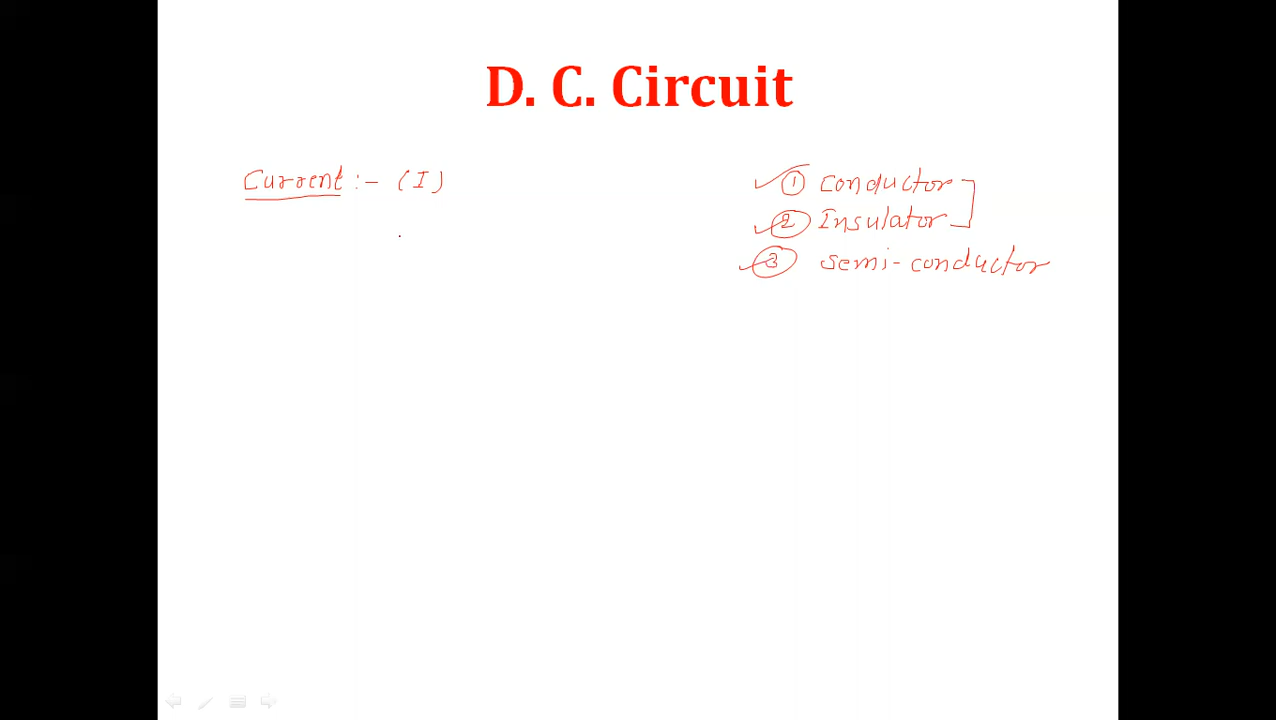 D. C. Circuit
Current :- (I)
① conductor
② Insulator
③ semi-conductor